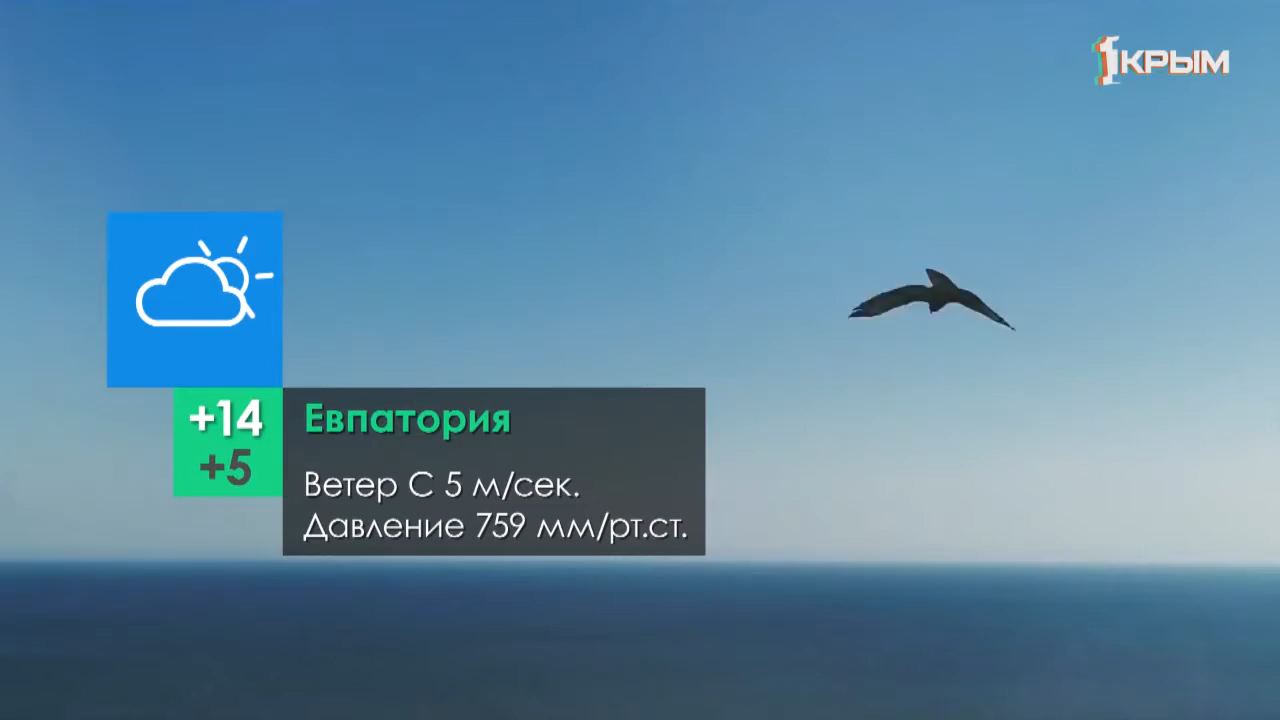 1КРЫМ
+14
+5
Евпатория
Ветер С 5 м/сек.
Давление 759 мм/рт.ст.